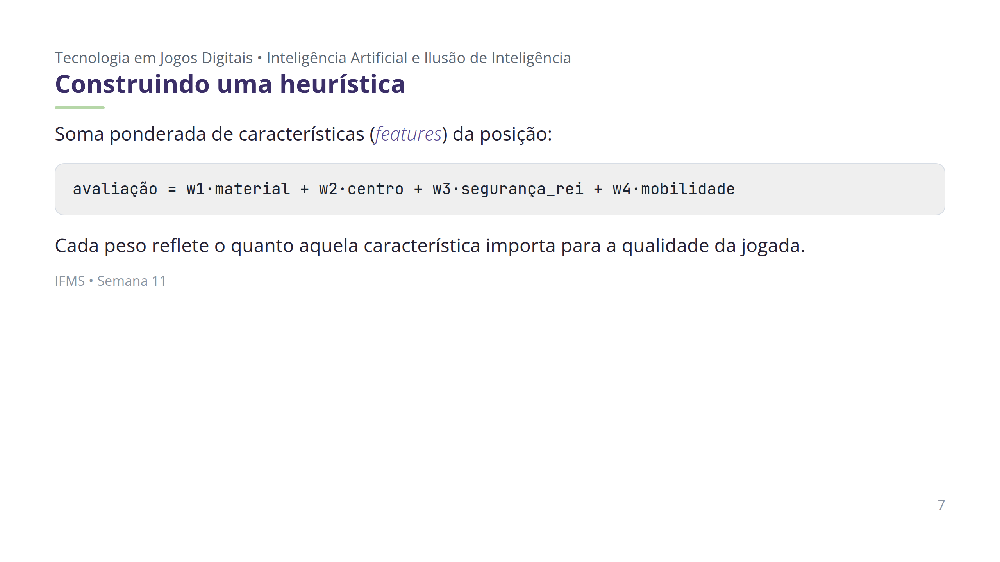 Tecnologia em Jogos Digitais • Inteligência Artificial e Ilusão de Inteligência
Construindo uma heurística
Soma ponderada de características (features) da posição:
avaliação = w1·material + w2·centro + w3·segurança_rei + w4·mobilidade
Cada peso reflete o quanto aquela característica importa para a qualidade da jogada.
IFMS • Semana 11
7